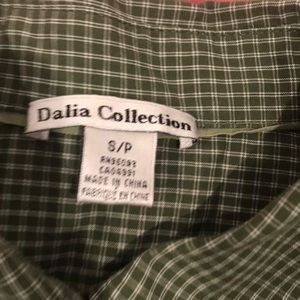 Dalia Collection
S/P
RN96093
CA04991
MADE IN CHINA
FABRIQUÉ EN CHINE